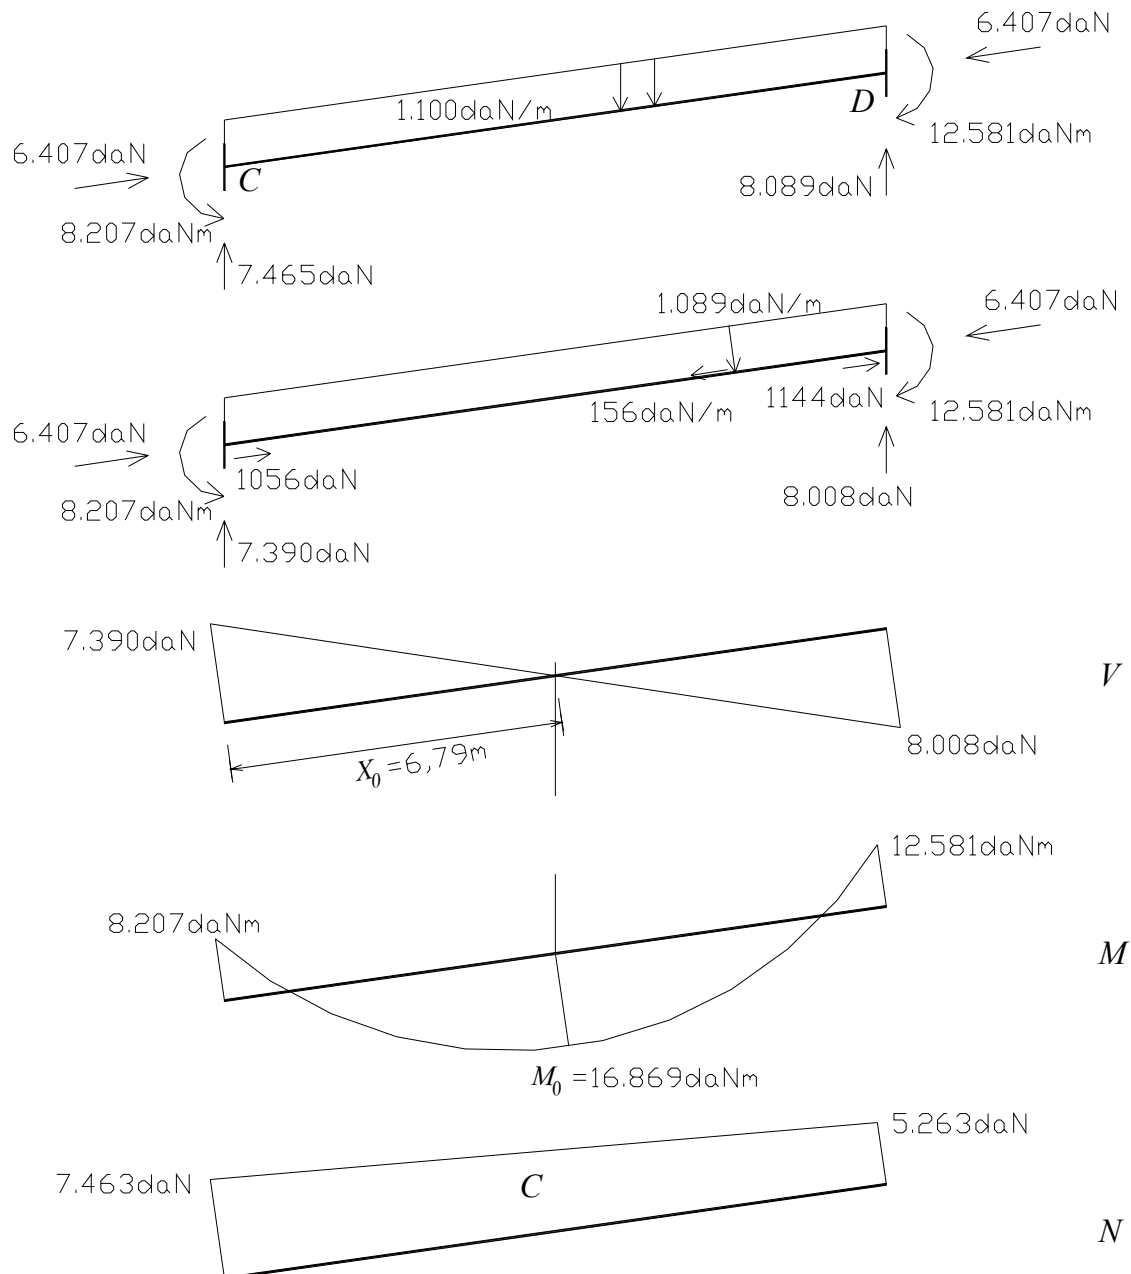 6.407daN
1.100daN/m
D
12.581daNm
6.407daN
C
8.089daN
8.207daNm
7.465daN
1.089daN/m
6.407daN
1144daN
156daN/m
12.581daNm
6.407daN
1056daN
8.008daN
8.207daNm
7.390daN
7.390daN
V
8.008daN
X₀ =6,79m
12.581daNm
8.207daNm
M
M₀ =16.869daNm
5.263daN
7.463daN
C
N